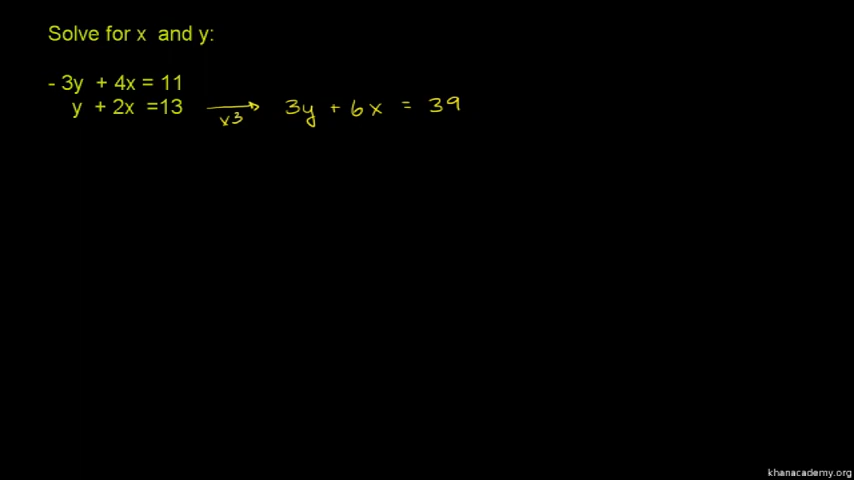 Solve for x and y:
- 3y + 4x = 11
y + 2x =13 x3 3y + 6x = 39
khanacademy.org